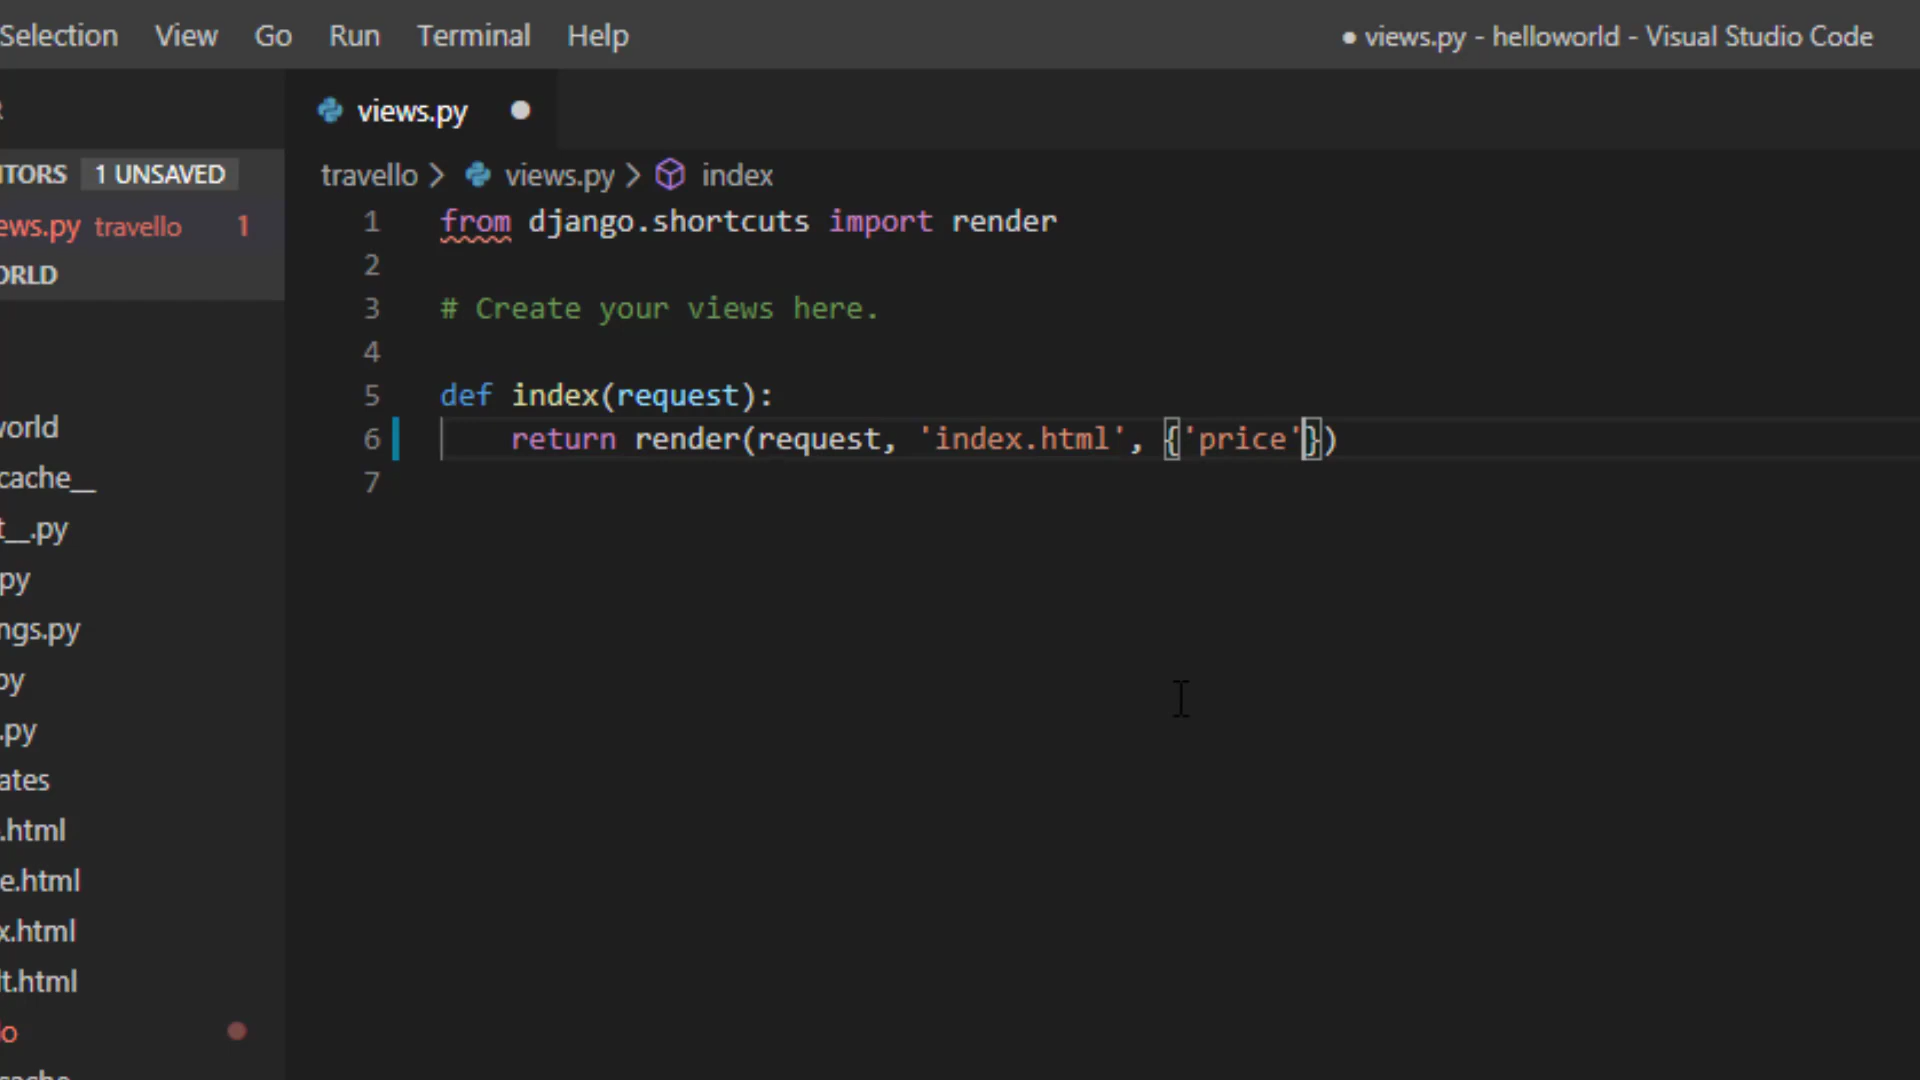 Selection View Go Run Terminal Help ● views.py - helloworld - Visual Studio Code
views.py
ITORS 1 UNSAVED
ews.py travello 1
ORLD
travello > views.py > index
1 from django.shortcuts import render
2
3 # Create your views here.
4
5 def index(request):
6 return render(request, 'index.html', {'price'})
7
world
cache__
t__.py
py
ngs.py
py
.py
ates
.html
e.html
x.html
lt.html
lo